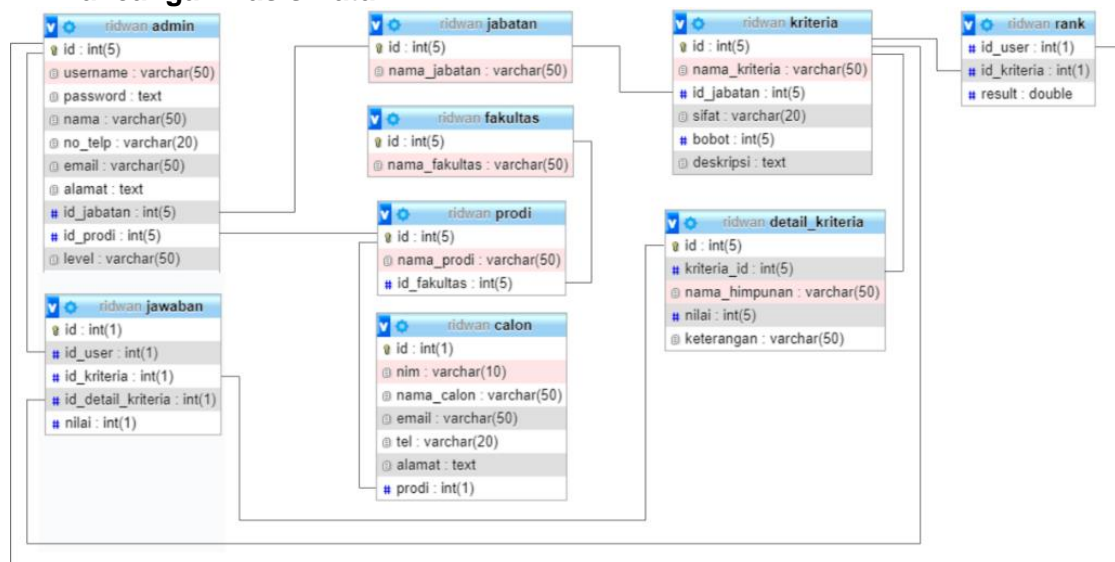 ridwan admin
id : int(5)
username : varchar(50)
password : text
nama : varchar(50)
no_telp : varchar(20)
email : varchar(50)
alamat : text
id_jabatan : int(5)
id_prodi : int(5)
level : varchar(50)
ridwan jawaban
id : int(1)
id_user : int(1)
id_kriteria : int(1)
id_detail_kriteria : int(1)
nilai : int(1)
ridwan jabatan
id : int(5)
nama_jabatan : varchar(50)
ridwan fakultas
id : int(5)
nama_fakultas : varchar(50)
ridwan prodi
id : int(5)
nama_prodi : varchar(50)
id_fakultas : int(5)
ridwan calon
id : int(1)
nim : varchar(10)
nama_calon : varchar(50)
email : varchar(50)
tel : varchar(20)
alamat : text
prodi : int(1)
ridwan kriteria
id : int(5)
nama_kriteria : varchar(50)
id_jabatan : int(5)
sifat : varchar(20)
bobot : int(5)
deskripsi : text
ridwan detail_kriteria
id : int(5)
kriteria_id : int(5)
nama_himpunan : varchar(50)
nilai : int(5)
keterangan : varchar(50)
ridwan rank
id_user : int(1)
id_kriteria : int(1)
result : double